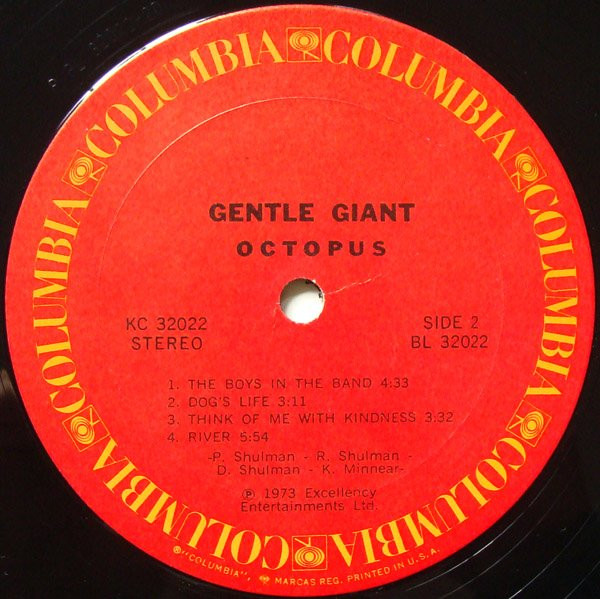 COLUMBIA COLUMBIA COLUMBIA COLUMBIA COLUMBIA COLUMBIA COLUMBIA COLUMBIA
GENTLE GIANT
OCTOPUS
KC 32022
STEREO
SIDE 2
BL 32022
1. THE BOYS IN THE BAND 4:33
2. DOG'S LIFE 3:11
3. THINK OF ME WITH KINDNESS 3:32
4. RIVER 5:54
-P. Shulman - R. Shulman -
D. Shulman - K. Minnear-
℗ 1973 Excellency
Entertainments Ltd.
®"COLUMBIA", MARCAS REG. PRINTED IN U.S.A.